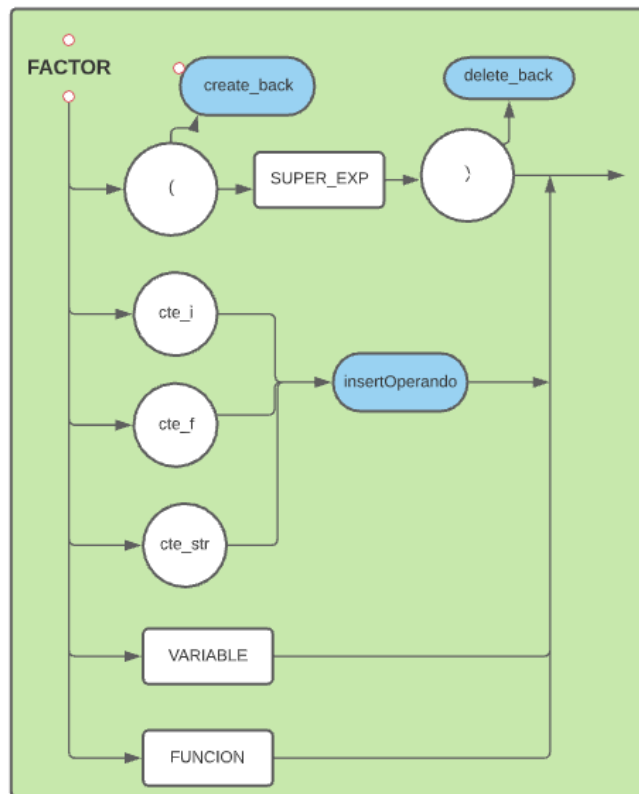 FACTOR
create_back
delete_back
(
SUPER_EXP
)
cte_i
cte_f
insertOperando
cte_str
VARIABLE
FUNCION